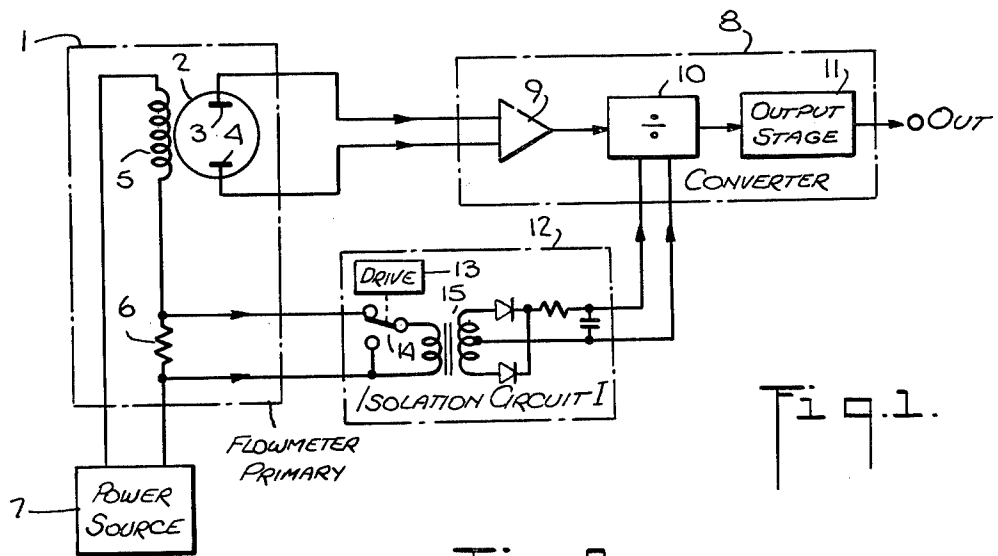 1
2
3
4
5
6
7
POWER
SOURCE
FLOWMETER
PRIMARY
8
9
10
÷
11
OUTPUT
STAGE
OUT
CONVERTER
12
DRIVE
13
14
15
ISOLATION CIRCUIT I
Fig. 1.